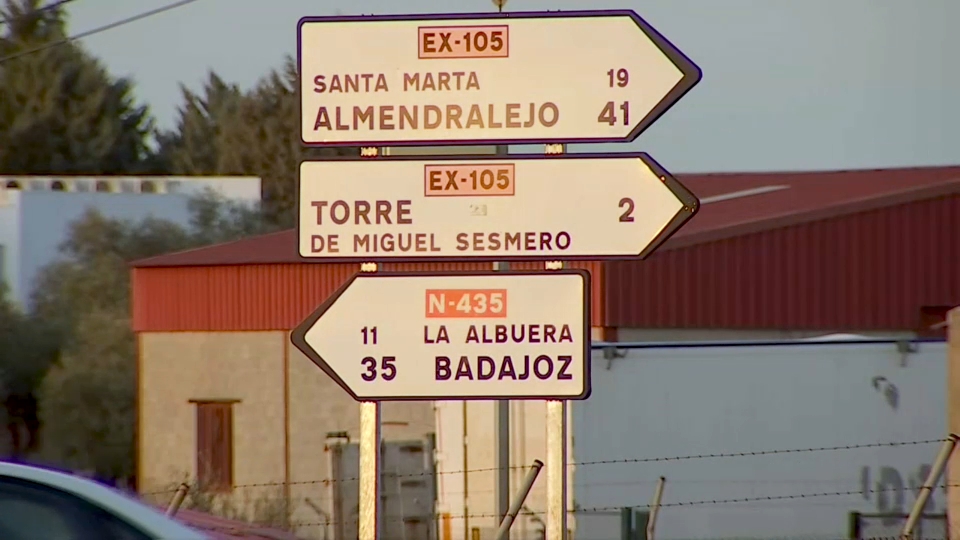 EX-105
SANTA MARTA 19
ALMENDRALEJO 41
EX-105
TORRE 2
DE MIGUEL SESMERO
N-435
11 LA ALBUERA
35 BADAJOZ